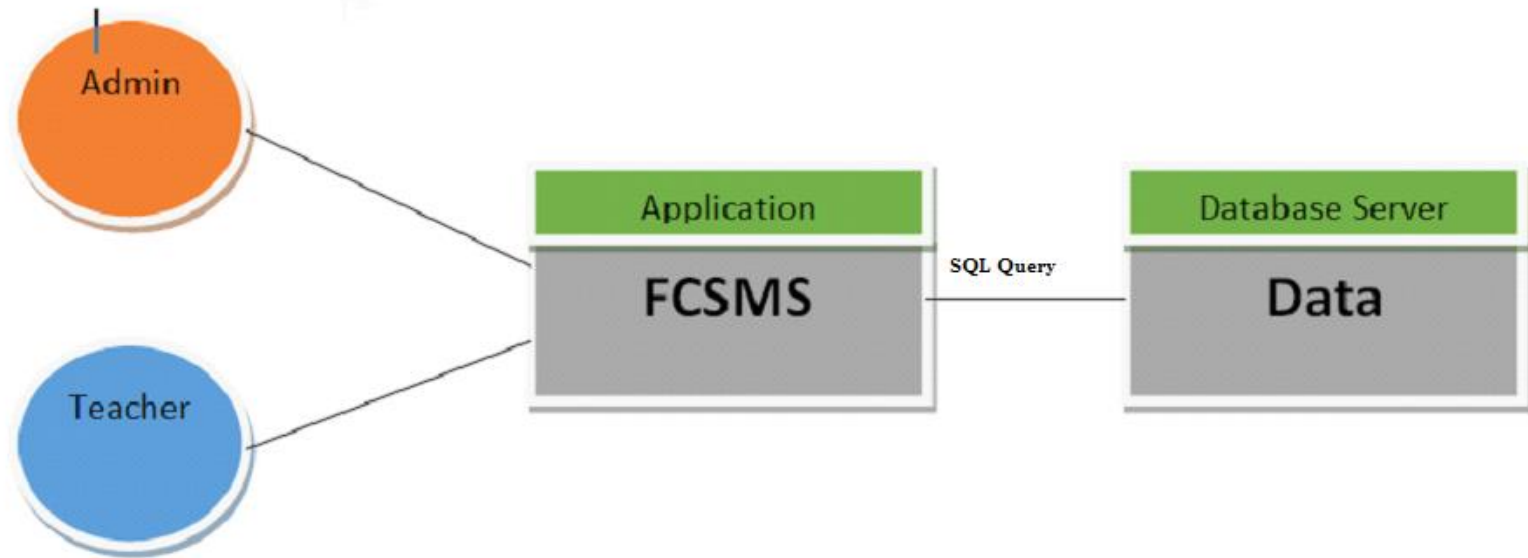 Admin
Application
FCSMS
SQL Query
Database Server
Data
Teacher